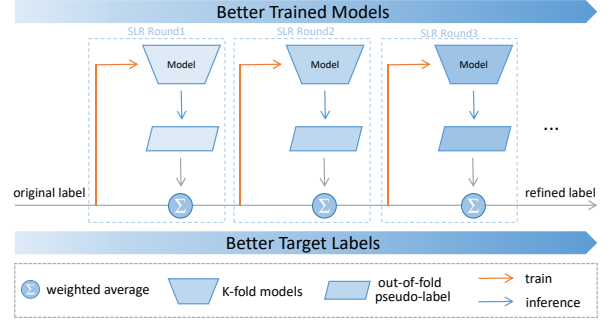 Better Trained Models
SLR Round1
SLR Round2
SLR Round3
Model
Model
Model
...
original label
Σ
Σ
Σ
refined label
Better Target Labels
Σ
weighted average
K-fold models
out-of-fold
pseudo-label
train
inference